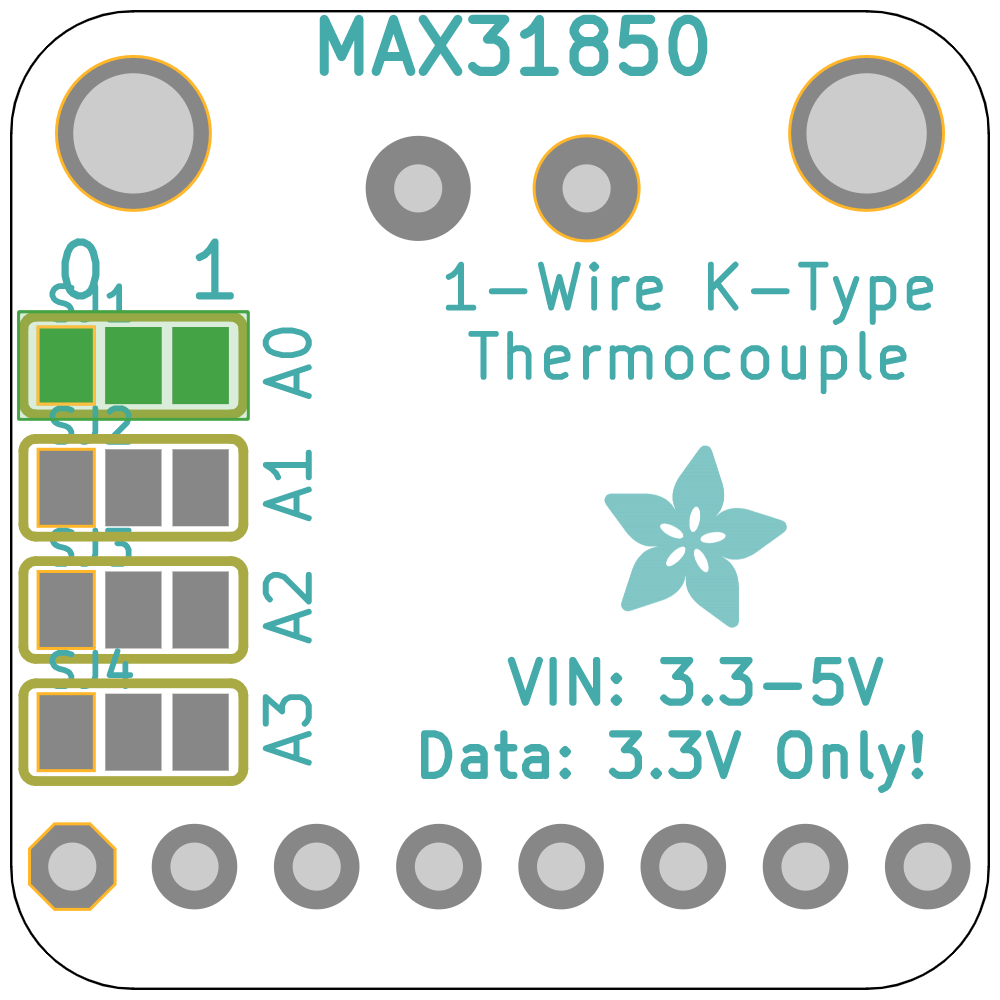 MAX31850
0 1
SJ1
A0
1-Wire K-Type
Thermocouple
SJ2
A1
SJ3
A2
SJ4
A3
VIN: 3.3-5V
Data: 3.3V Only!